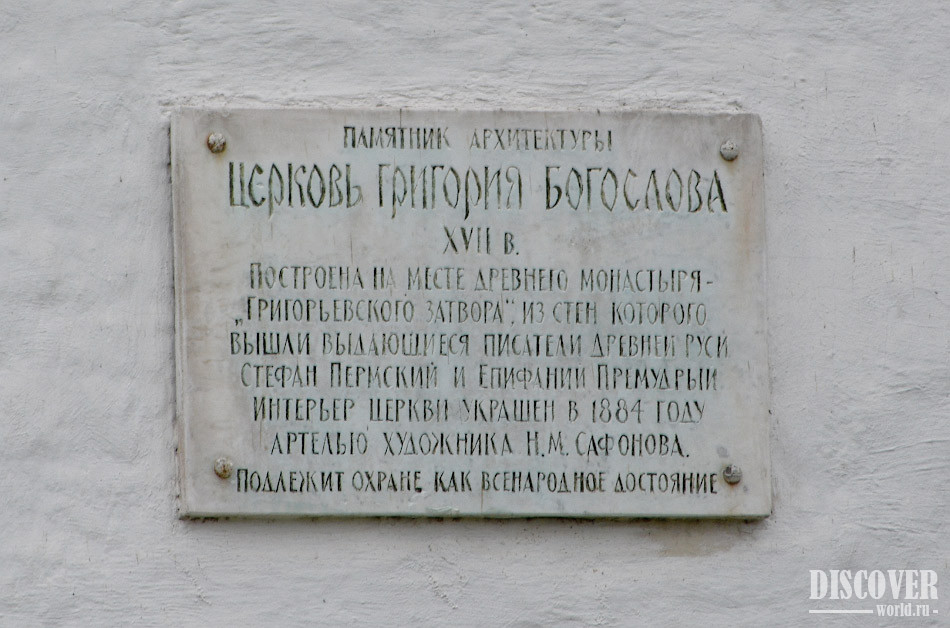 ПАМЯТНИК АРХИТЕКТУРЫ
ЦЕРКОВЬ ГРИГОРИЯ БОГОСЛОВА
XVII В.
ПОСТРОЕНА НА МЕСТЕ ДРЕВНЕГО МОНАСТЫРЯ-
„ГРИГОРЬЕВСКОГО ЗАТВОРА“, ИЗ СТЕН КОТОРОГО
ВЫШЛИ ВЫДАЮЩИЕСЯ ПИСАТЕЛИ ДРЕВНЕЙ РУСИ
СТЕФАН ПЕРМСКИЙ И ЕПИФАНИЙ ПРЕМУДРЫЙ.
ИНТЕРЬЕР ЦЕРКВИ УКРАШЕН В 1884 ГОДУ
АРТЕЛЬЮ ХУДОЖНИКА Н.М. САФОНОВА.
ПОДЛЕЖИТ ОХРАНЕ, КАК ВСЕНАРОДНОЕ ДОСТОЯНИЕ
DISCOVER
world.ru